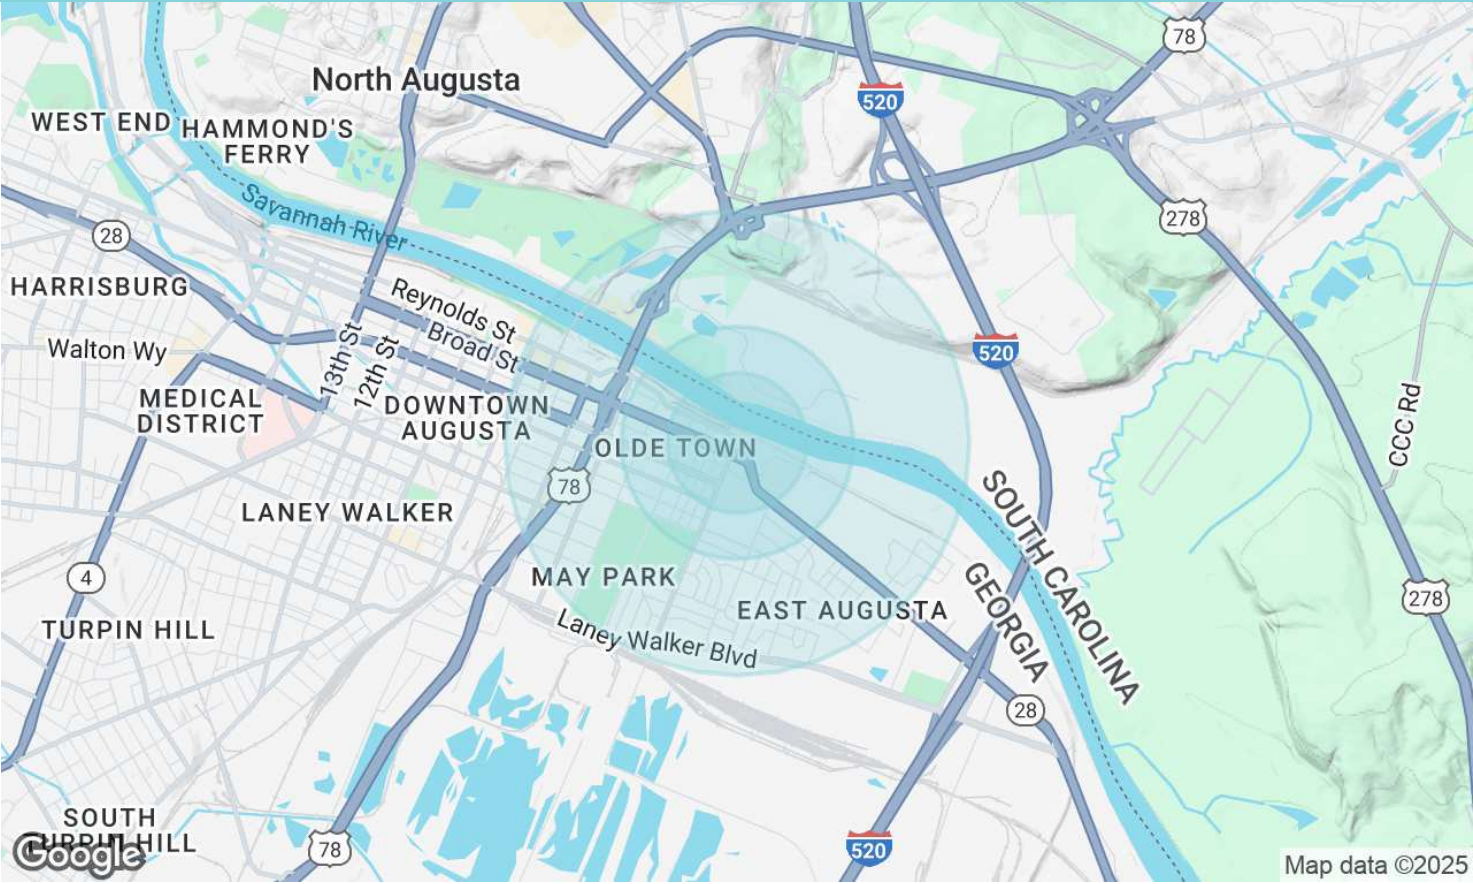 78
520
North Augusta
WEST END
HAMMOND'S
FERRY
278
Savannah River
28
HARRISBURG
Reynolds St
Broad St
Walton Wy
13th St
12th St
520
MEDICAL
DISTRICT
DOWNTOWN
AUGUSTA
CCC Rd
OLDE TOWN
78
LANEY WALKER
SOUTH CAROLINA
GEORGIA
4
MAY PARK
278
EAST AUGUSTA
TURPIN HILL
Laney Walker Blvd
28
SOUTH
TURPIN HILL
Google
78
520
Map data ©2025